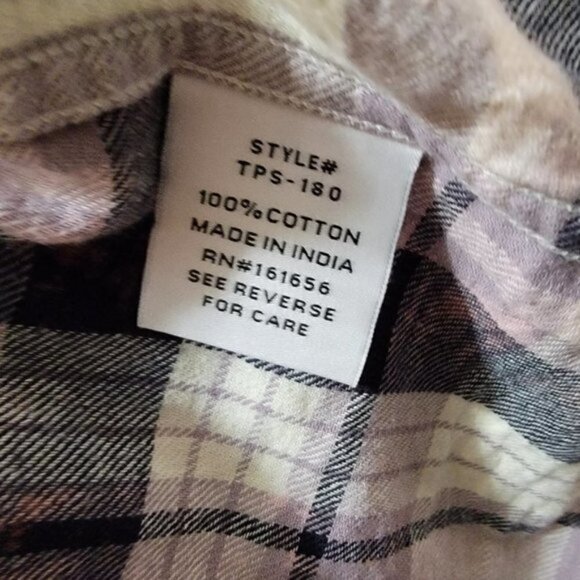 STYLE#
TPS-180
100% COTTON
MADE IN INDIA
RN#161656
SEE REVERSE
FOR CARE